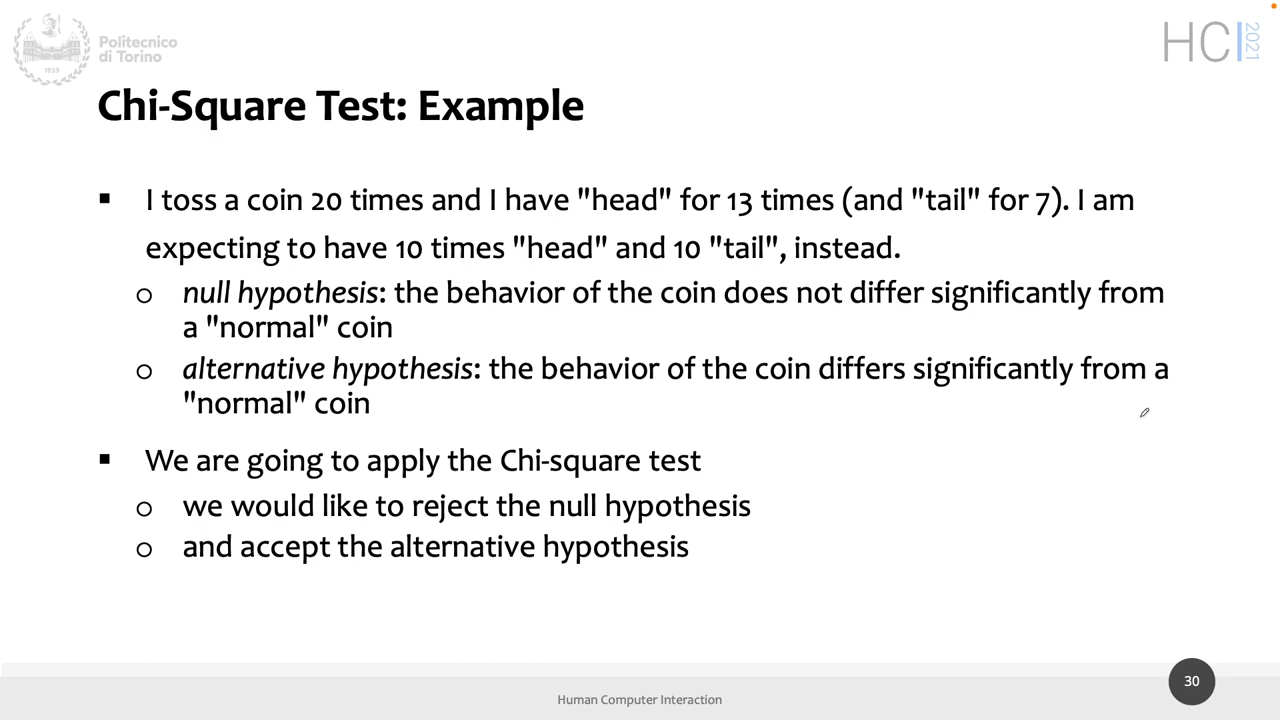 Politecnico
di Torino
1859
HCI 2021
Chi-Square Test: Example
▪ I toss a coin 20 times and I have "head" for 13 times (and "tail" for 7). I am
expecting to have 10 times "head" and 10 "tail", instead.
o null hypothesis: the behavior of the coin does not differ significantly from
a "normal" coin
o alternative hypothesis: the behavior of the coin differs significantly from a
"normal" coin
▪ We are going to apply the Chi-square test
o we would like to reject the null hypothesis
o and accept the alternative hypothesis
30
Human Computer Interaction